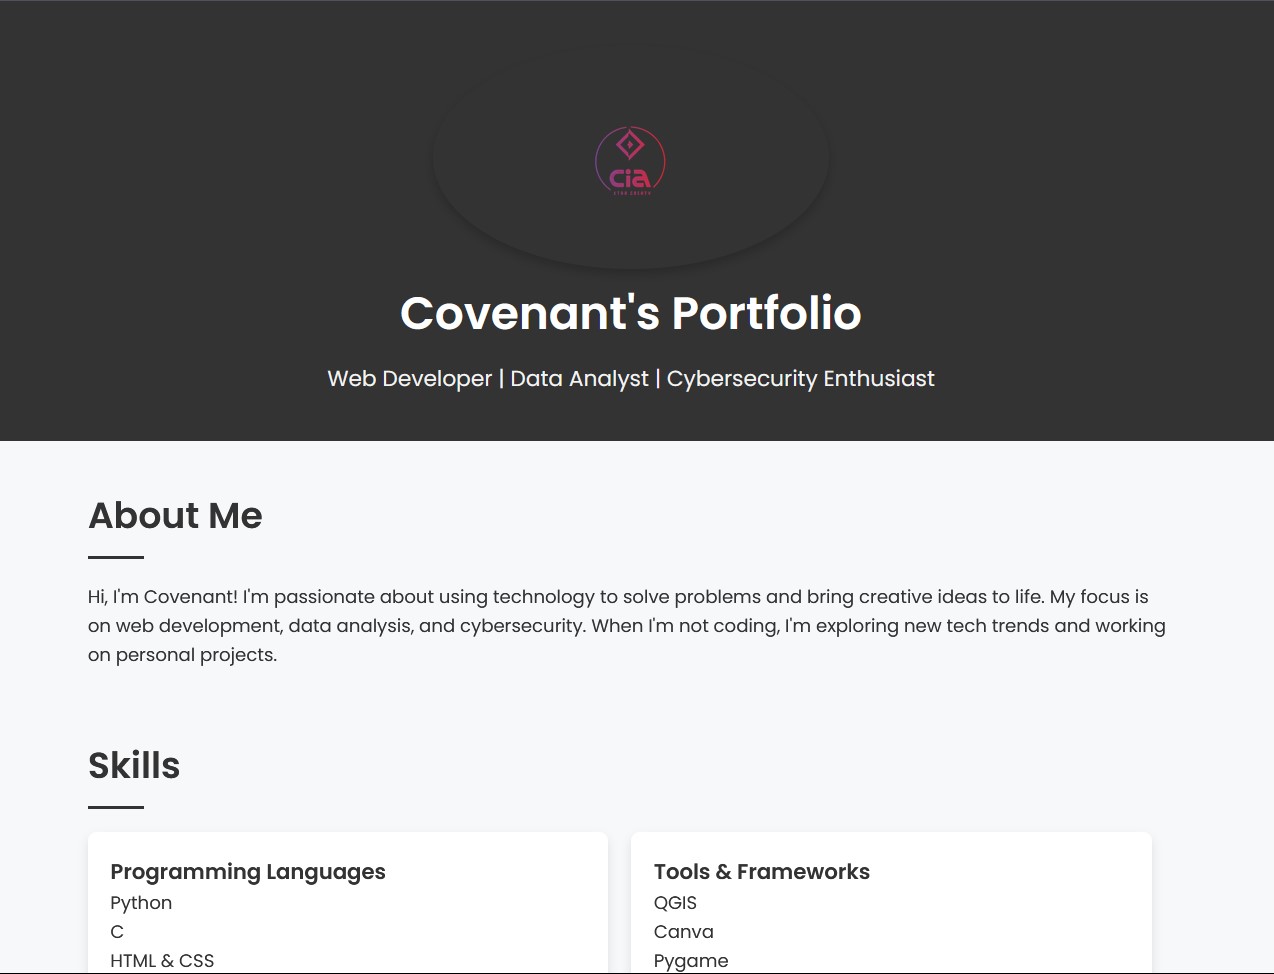 cia
Covenant's Portfolio
Web Developer | Data Analyst | Cybersecurity Enthusiast
About Me
Hi, I'm Covenant! I'm passionate about using technology to solve problems and bring creative ideas to life. My focus is
on web development, data analysis, and cybersecurity. When I'm not coding, I'm exploring new tech trends and working
on personal projects.
Skills
Programming Languages
Python
C
HTML & CSS
Tools & Frameworks
QGIS
Canva
Pygame